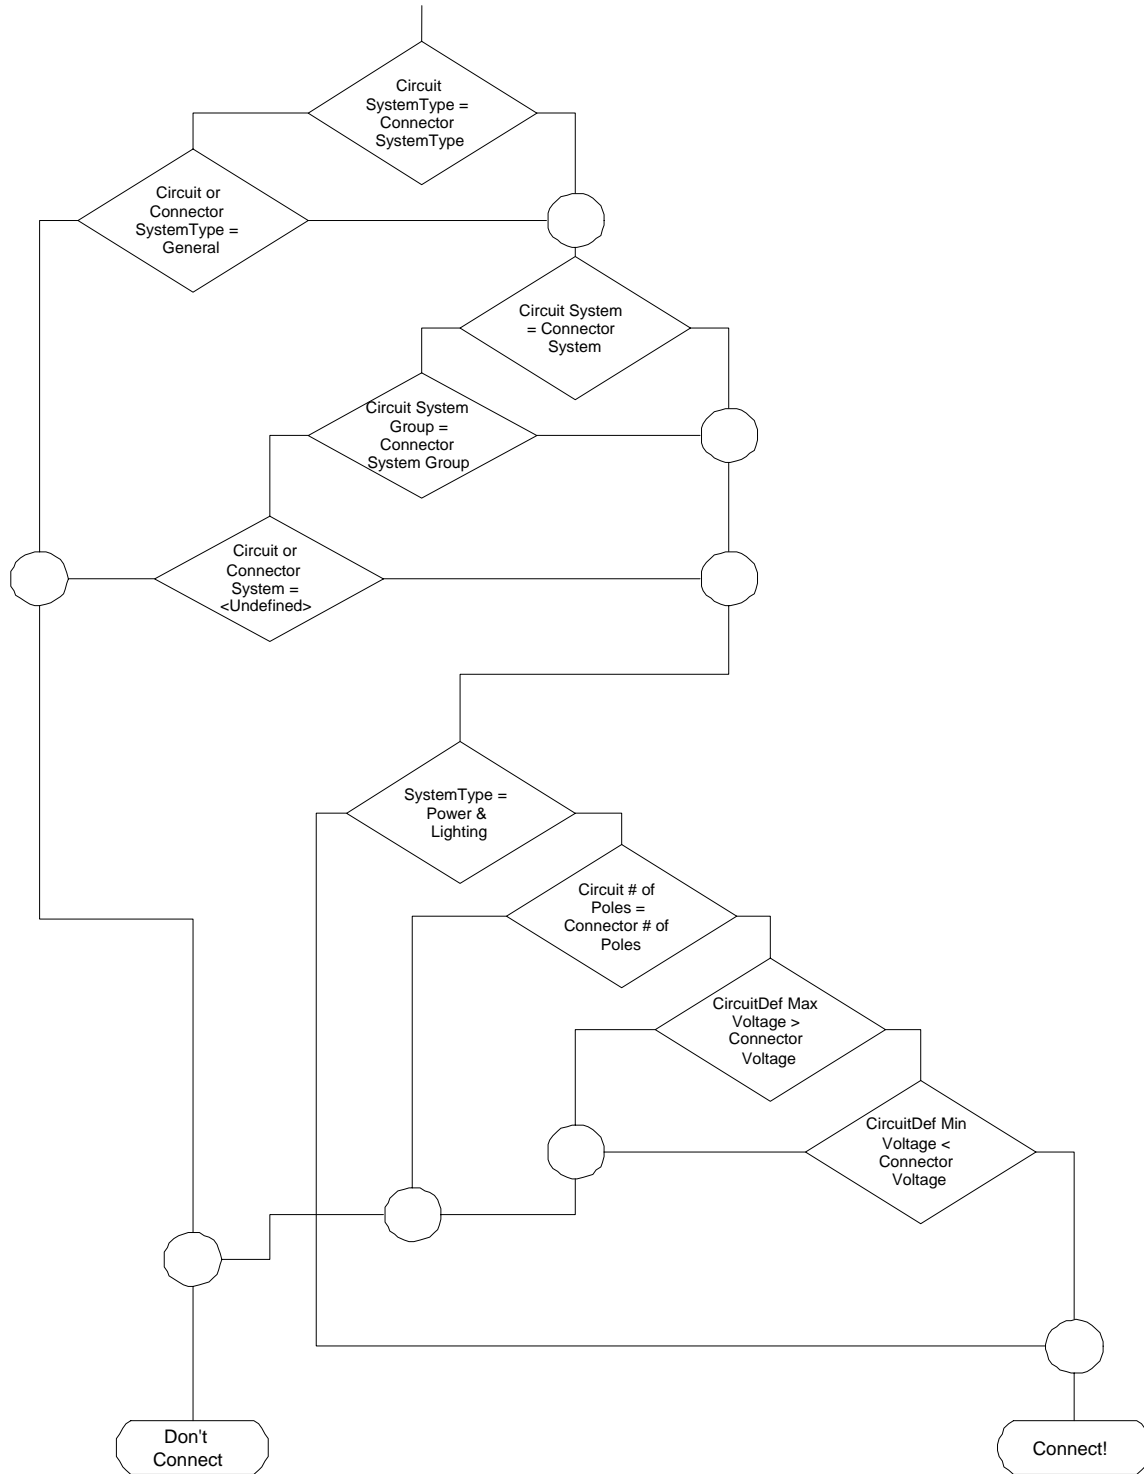 Circuit
SystemType =
Connector
SystemType
Circuit or
Connector
SystemType =
General
Circuit System
= Connector
System
Circuit System
Group =
Connector
System Group
Circuit or
Connector
System =
<Undefined>
SystemType =
Power &
Lighting
Circuit # of
Poles =
Connector # of
Poles
CircuitDef Max
Voltage >
Connector
Voltage
CircuitDef Min
Voltage <
Connector
Voltage
Don't
Connect
Connect!